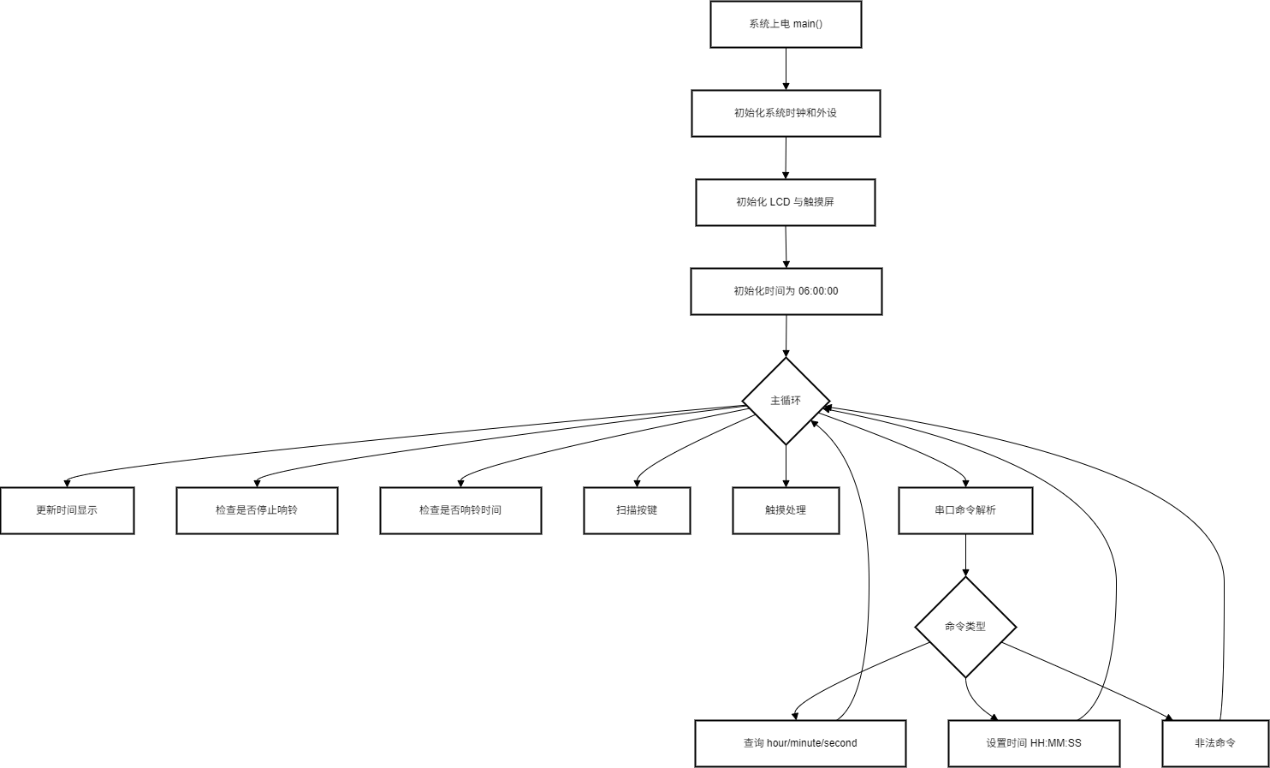 系统上电 main()
初始化系统时钟和外设
初始化 LCD 与触摸屏
初始化时间为 06:00:00
主循环
更新时间显示
检查是否停止响铃
检查是否响铃时间
扫描按键
触摸处理
串口命令解析
命令类型
查询 hour/minute/second
设置时间 HH:MM:SS
非法命令